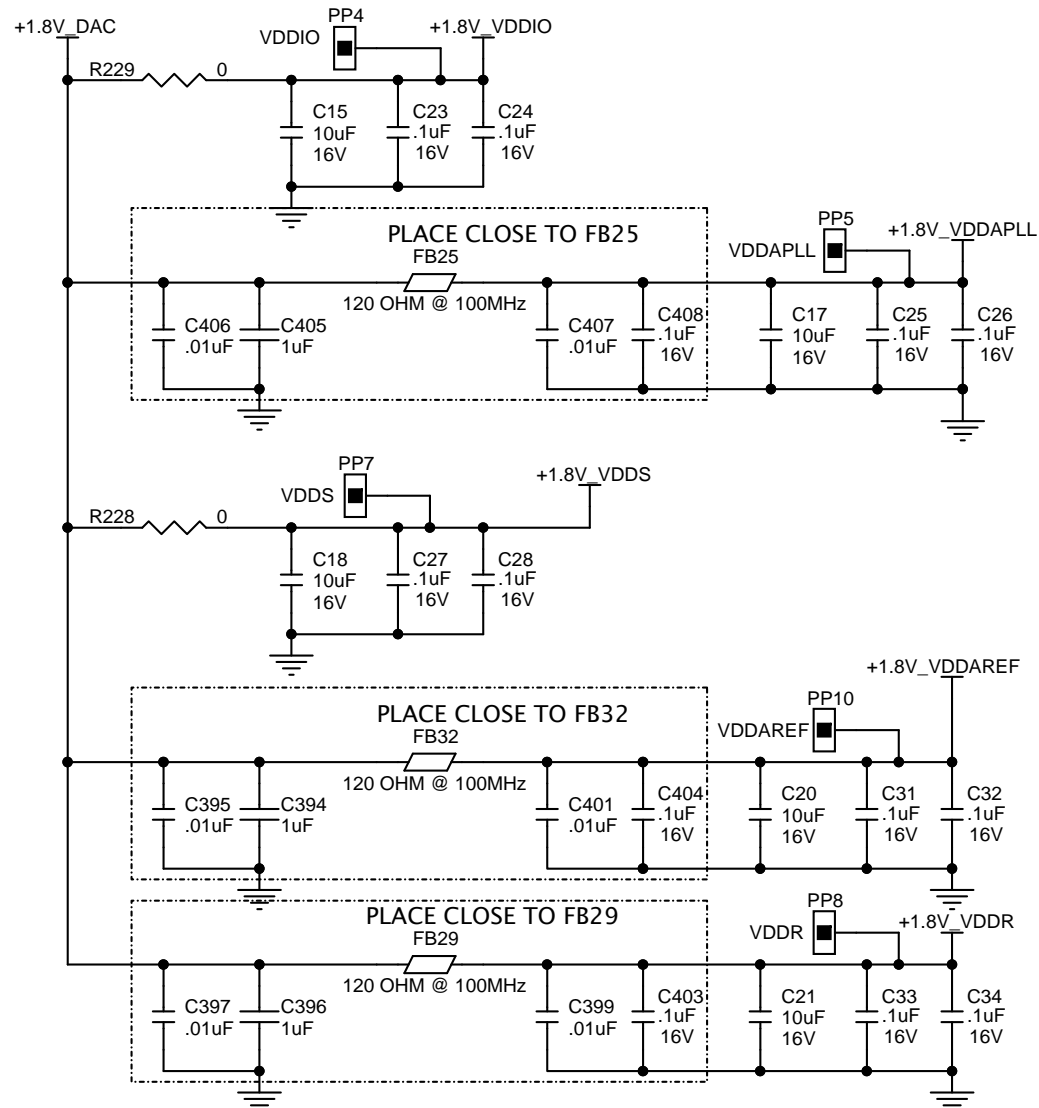 +1.8V_DAC
PP4
VDDIO
+1.8V_VDDIO
R229
0
C15
10uF
16V
C23
.1uF
16V
C24
.1uF
16V
PLACE CLOSE TO FB25
FB25
120 OHM @ 100MHz
PP5
VDDAPLL
+1.8V_VDDAPLL
C406
.01uF
C405
1uF
C407
.01uF
C408
.1uF
16V
C17
10uF
16V
C25
.1uF
16V
C26
.1uF
16V
PP7
VDDS
+1.8V_VDDS
R228
0
C18
10uF
16V
C27
.1uF
16V
C28
.1uF
16V
PLACE CLOSE TO FB32
FB32
120 OHM @ 100MHz
PP10
VDDAREF
+1.8V_VDDAREF
C395
.01uF
C394
1uF
C401
.01uF
C404
.1uF
16V
C20
10uF
16V
C31
.1uF
16V
C32
.1uF
16V
PLACE CLOSE TO FB29
FB29
120 OHM @ 100MHz
PP8
VDDR
+1.8V_VDDR
C397
.01uF
C396
1uF
C399
.01uF
C403
.1uF
16V
C21
10uF
16V
C33
.1uF
16V
C34
.1uF
16V